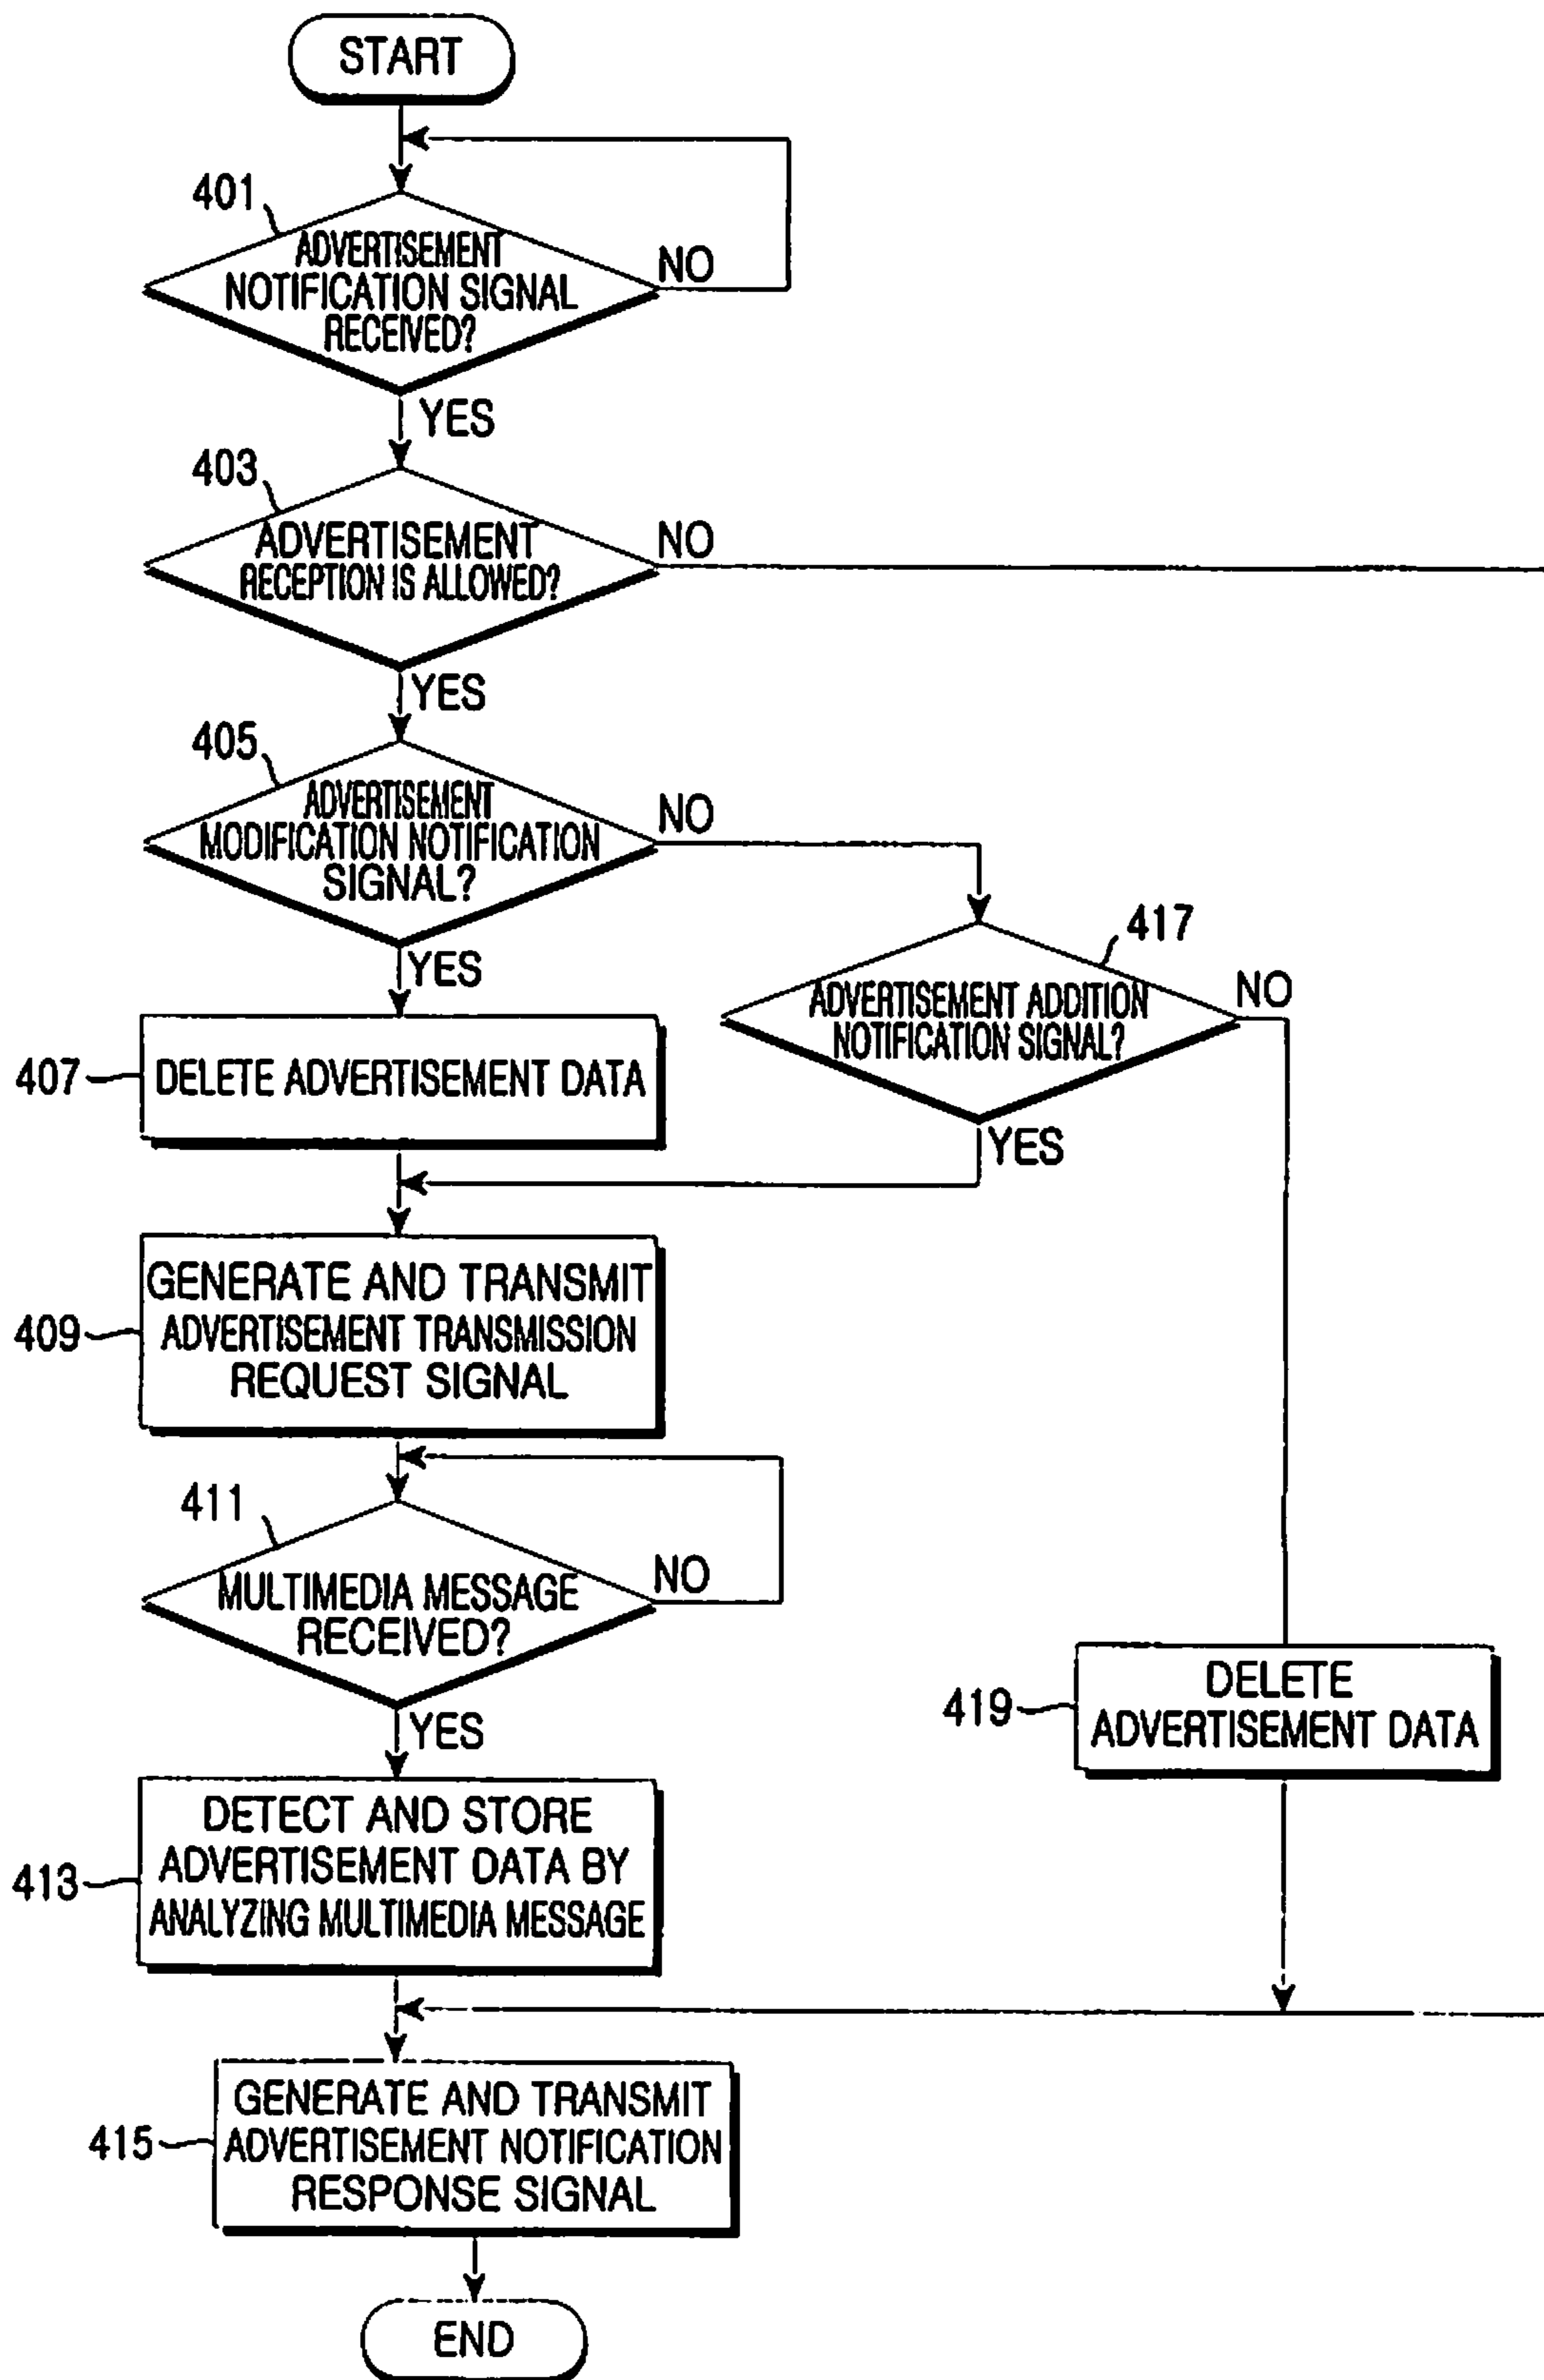 START
401
ADVERTISEMENT
NOTIFICATION SIGNAL
RECEIVED?
NO
YES
403
ADVERTISEMENT
RECEPTION IS ALLOWED?
NO
YES
405
ADVERTISEMENT
MODIFICATION NOTIFICATION
SIGNAL?
NO
YES
417
ADVERTISEMENT ADDITION
NOTIFICATION SIGNAL?
NO
YES
407
DELETE ADVERTISEMENT DATA
409
GENERATE AND TRANSMIT
ADVERTISEMENT TRANSMISSION
REQUEST SIGNAL
411
MULTIMEDIA MESSAGE
RECEIVED?
NO
YES
419
DELETE
ADVERTISEMENT DATA
413
DETECT AND STORE
ADVERTISEMENT DATA BY
ANALYZING MULTIMEDIA MESSAGE
415
GENERATE AND TRANSMIT
ADVERTISEMENT NOTIFICATION
RESPONSE SIGNAL
END